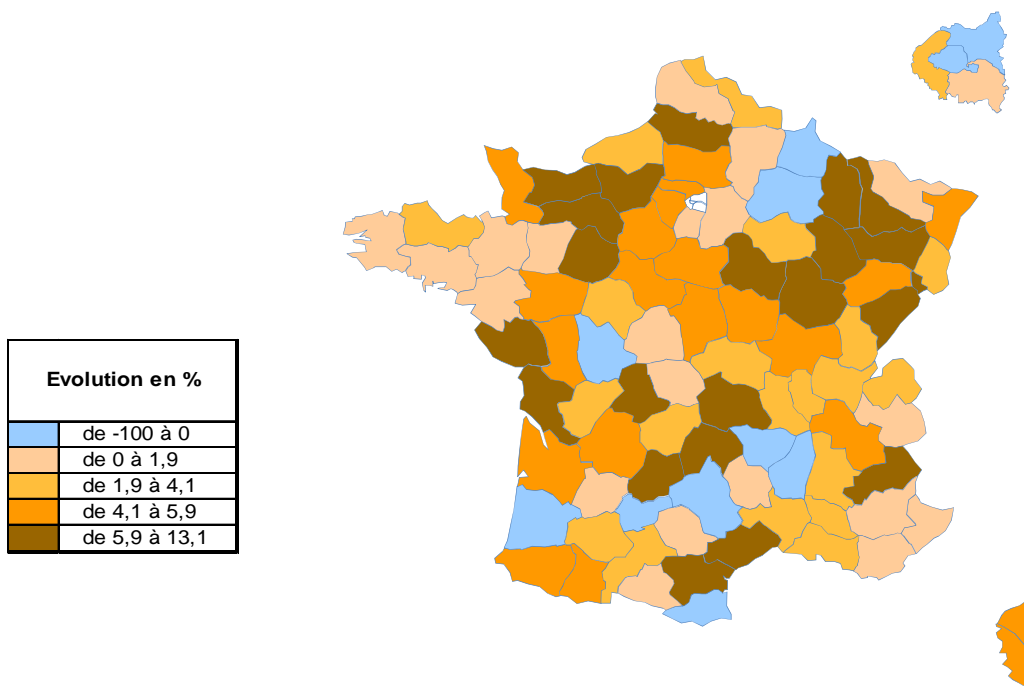 Evolution en %
de -100 à 0
de 0 à 1,9
de 1,9 à 4,1
de 4,1 à 5,9
de 5,9 à 13,1